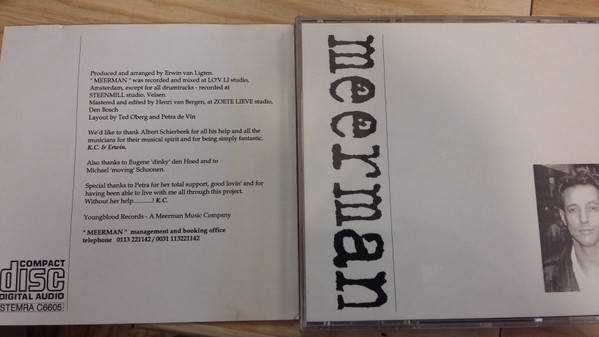 Produced and arranged by Erwin van Ligten.
" MEERMAN " was recorded and mixed at LO'V.LI studio,
Amsterdam, except for all drumtracks - recorded at
STEENMILL studio, Velsen.
Mastered and edited by Henri van Bergen, at ZOETE LIEVE studio,
Den Bosch
Layout by Ted Oberg and Petra de Vin
We'd like to thank Albert Schierbeek for all his help and all the
musicians for their musical spirit and for being simply fantastic.
K.C. & Erwin.
Also thanks to Eugene 'dinky' den Hoed and to
Michael 'moving' Schoonen.
Special thanks to Petra for her total support, good lovin' and for
having been able to live with me all through this project.
Without her help...........! K.C.
Youngblood Records - A Meerman Music Company
" MEERMAN " management and booking office
telephone 0113 221142 / 0031 113221142
COMPACT
disc
DIGITAL AUDIO
STEMRA C6605
meerman